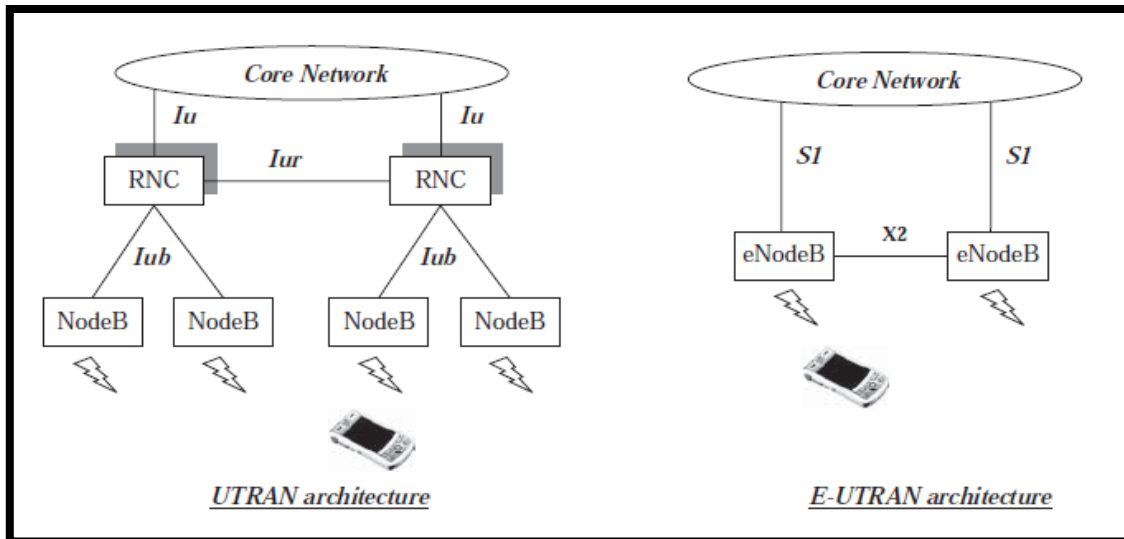 Core Network
Iu
Iu
RNC
Iur
RNC
Iub
Iub
NodeB
NodeB
NodeB
NodeB
UTRAN architecture
Core Network
S1
S1
eNodeB
X2
eNodeB
E-UTRAN architecture